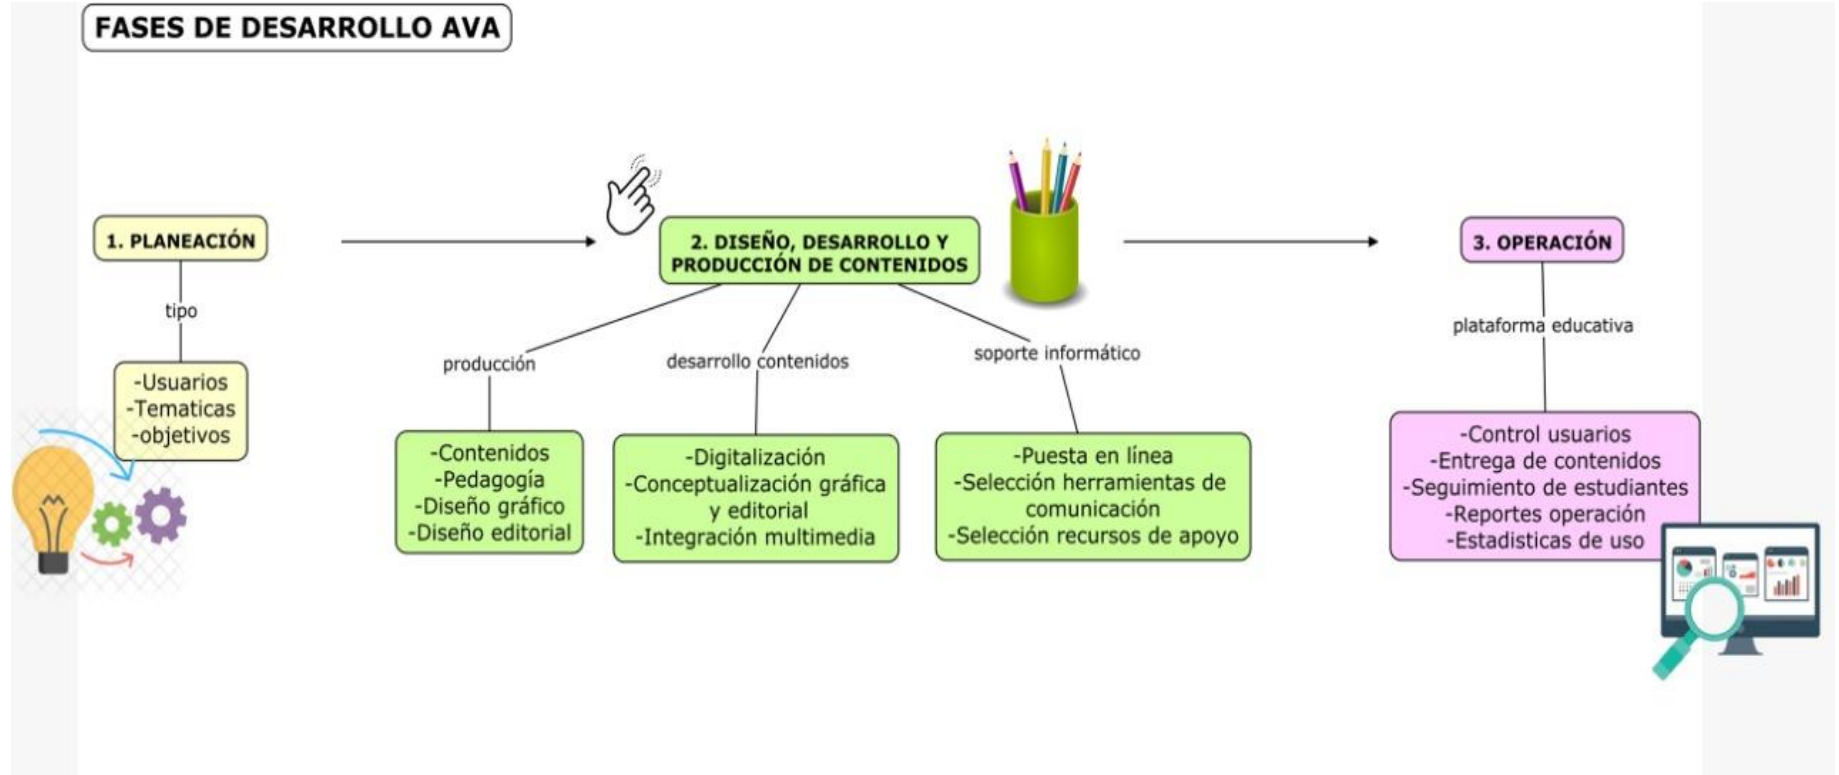 FASES DE DESARROLLO AVA
1. PLANEACIÓN
tipo
-Usuarios
-Tematicas
-objetivos
2. DISEÑO, DESARROLLO Y
PRODUCCIÓN DE CONTENIDOS
producción
-Contenidos
-Pedagogía
-Diseño gráfico
-Diseño editorial
desarrollo contenidos
-Digitalización
-Conceptualización gráfica
y editorial
-Integración multimedia
soporte informático
-Puesta en línea
-Selección herramientas de
comunicación
-Selección recursos de apoyo
3. OPERACIÓN
plataforma educativa
-Control usuarios
-Entrega de contenidos
-Seguimiento de estudiantes
-Reportes operación
-Estadisticas de uso